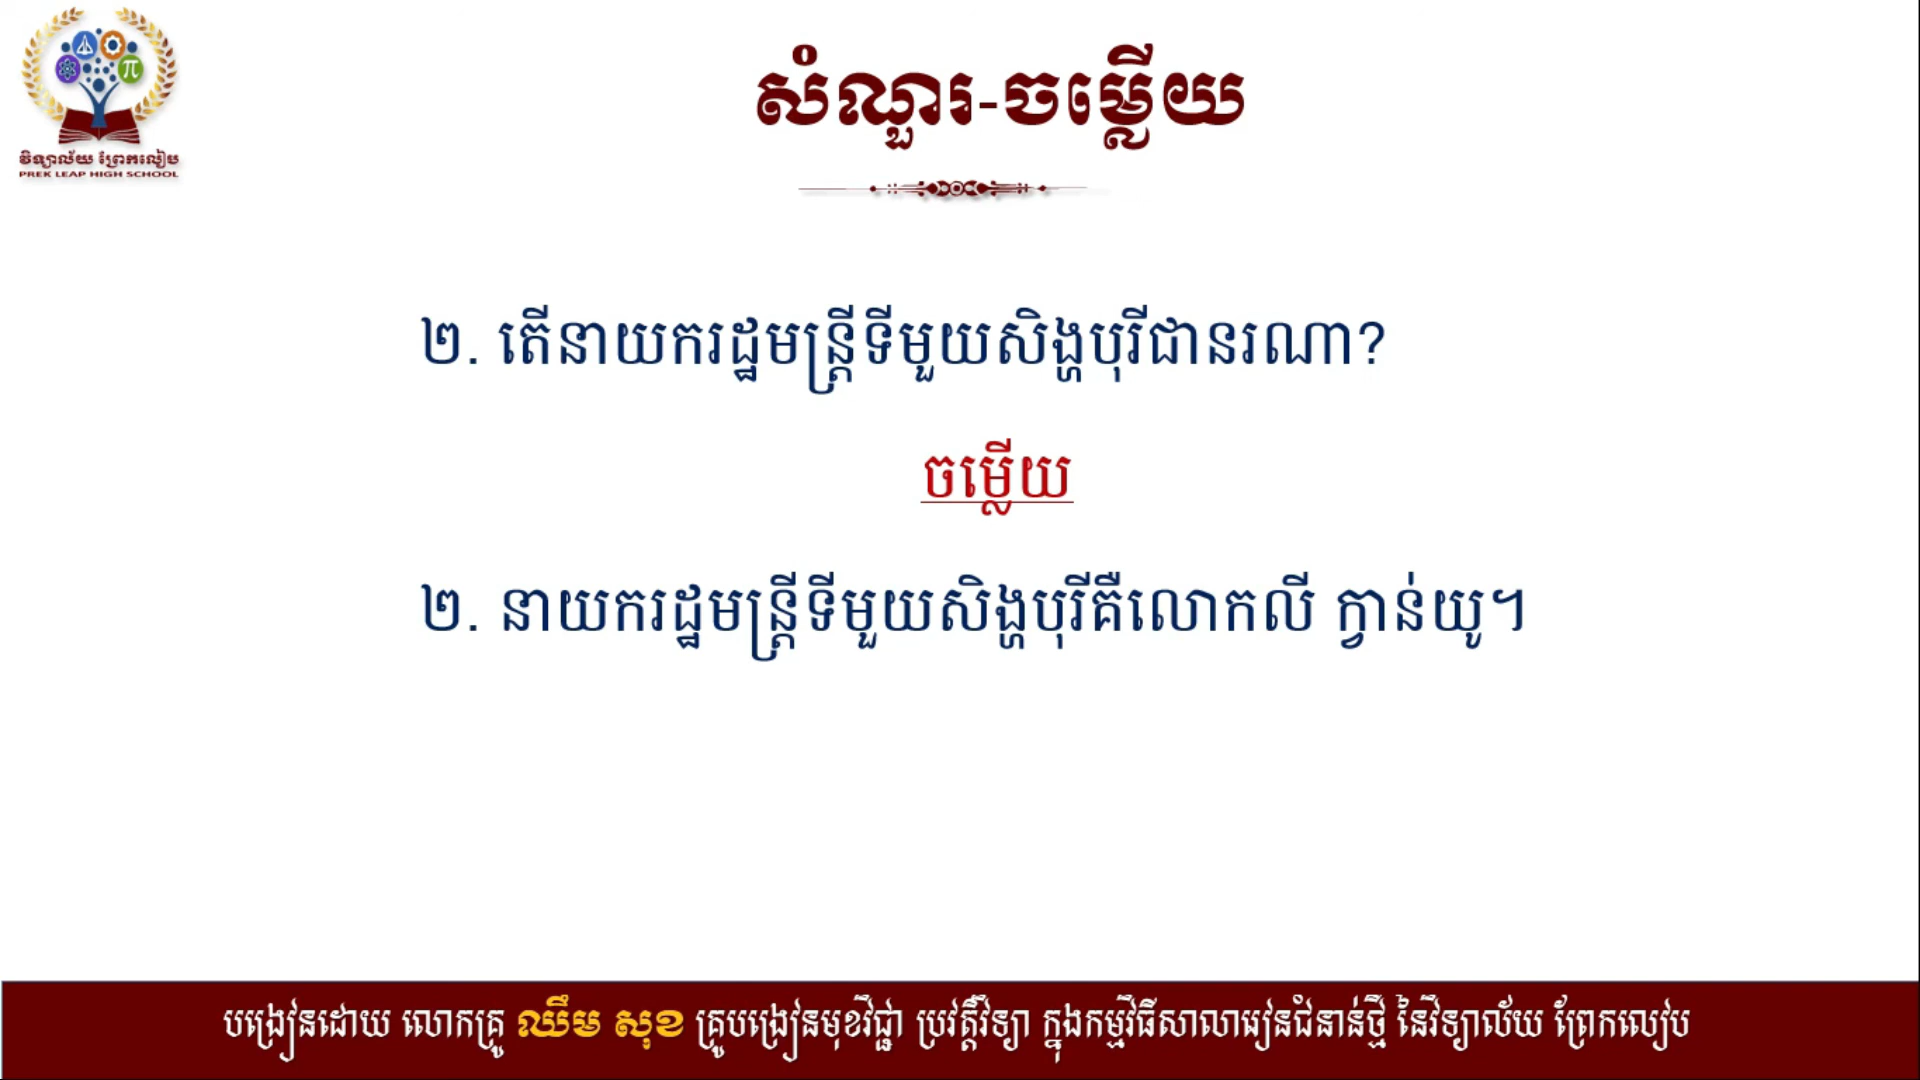 វិទ្យាល័យ ព្រែកលៀប
PREK LEAP HIGH SCHOOL
សំណួរ-ចម្លើយ
២. តើនាយករដ្ឋមន្ត្រីទីមួយសិង្ហបុរីជានរណា?
ចម្លើយ
២. នាយករដ្ឋមន្ត្រីទីមួយសិង្ហបុរីគឺលោកលី ក្វាន់យូ។
បង្រៀនដោយ លោកគ្រូ ឈឹម សុខ គ្រូបង្រៀនមុខវិជ្ជា ប្រវត្តិវិទ្យា ក្នុងកម្មវិធីសាលារៀនជំនាន់ថ្មី នៃវិទ្យាល័យ ព្រែកលៀប